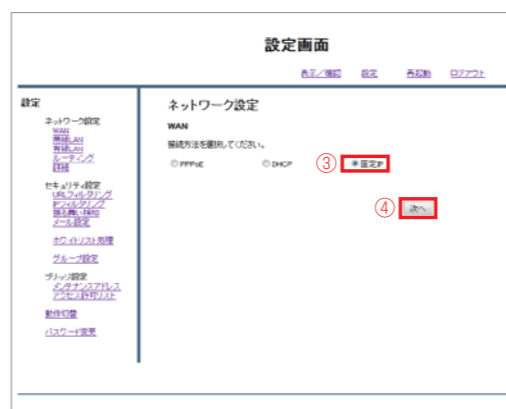 設定画面
表示/確認 設定 再起動 ログアウト
設定
ネットワーク設定
WAN
無線LAN
有線LAN
ルーティング
詳細
セキュリティ設定
URLフィルタリング
IPフィルタリング
振る舞い検知
メール設定
ホワイトリスト処理
グループ設定
ブリッジ設定
メンテナンスアドレス
アクセス許可リスト
動作切替
パスワード変更
ネットワーク設定
WAN
接続方法を選択してください。
PPPoE DHCP ③ 固定IP
④ 次へ